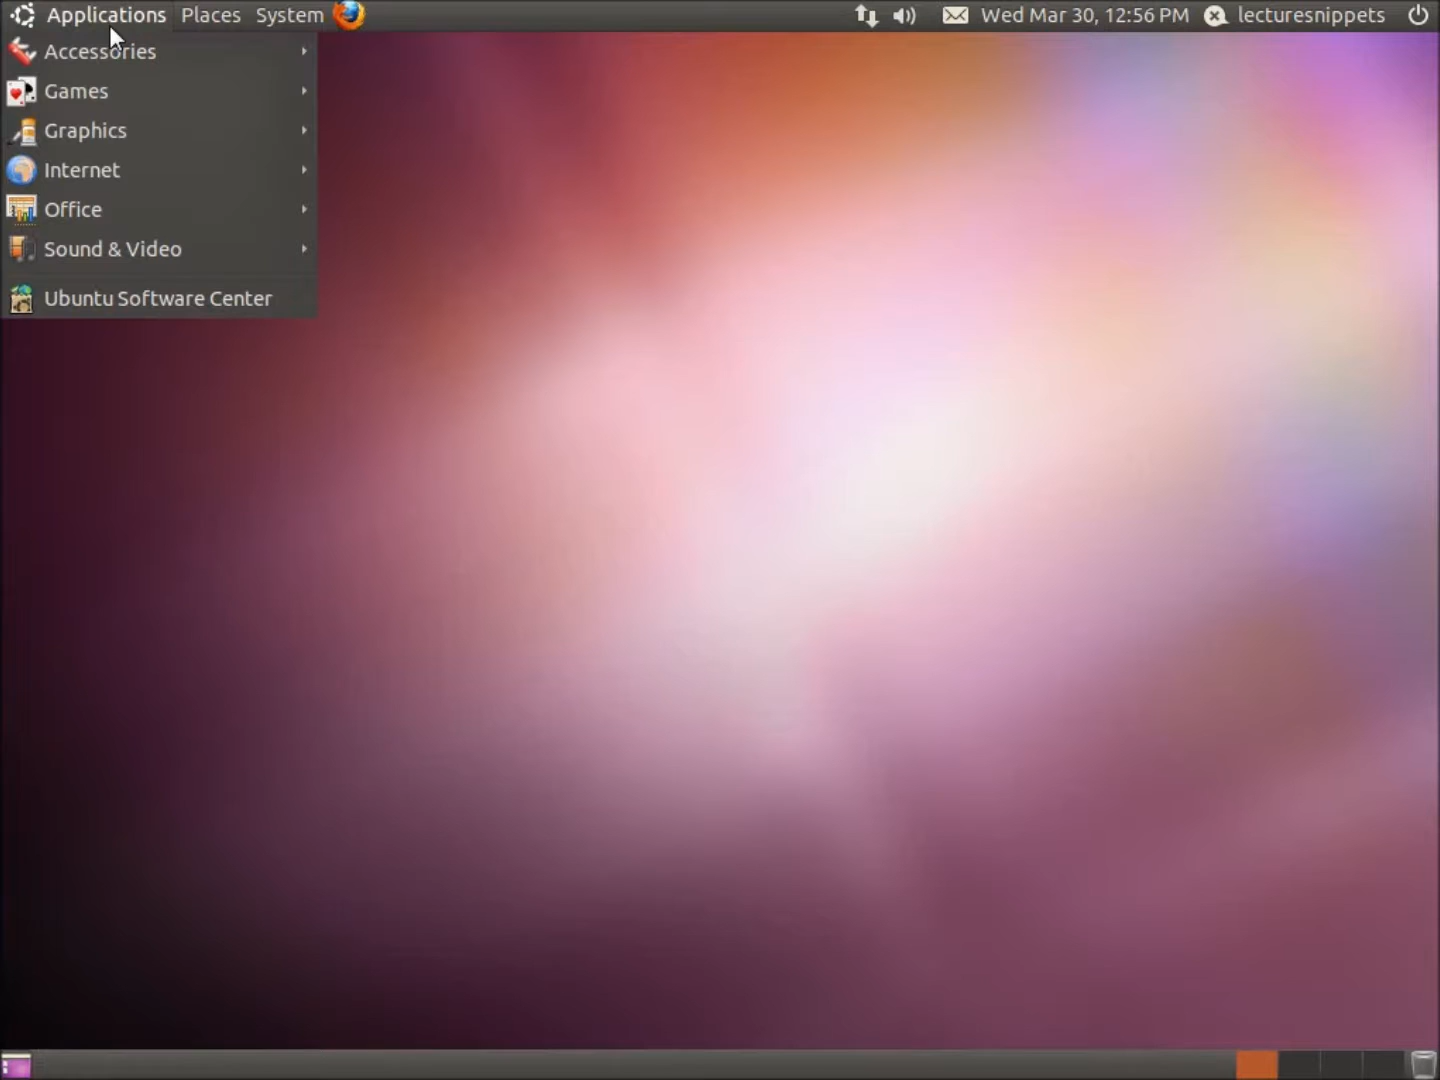 Applications Places System Wed Mar 30, 12:56 PM lecturesnippets
Accessories
Games
Graphics
Internet
Office
Sound & Video
Ubuntu Software Center